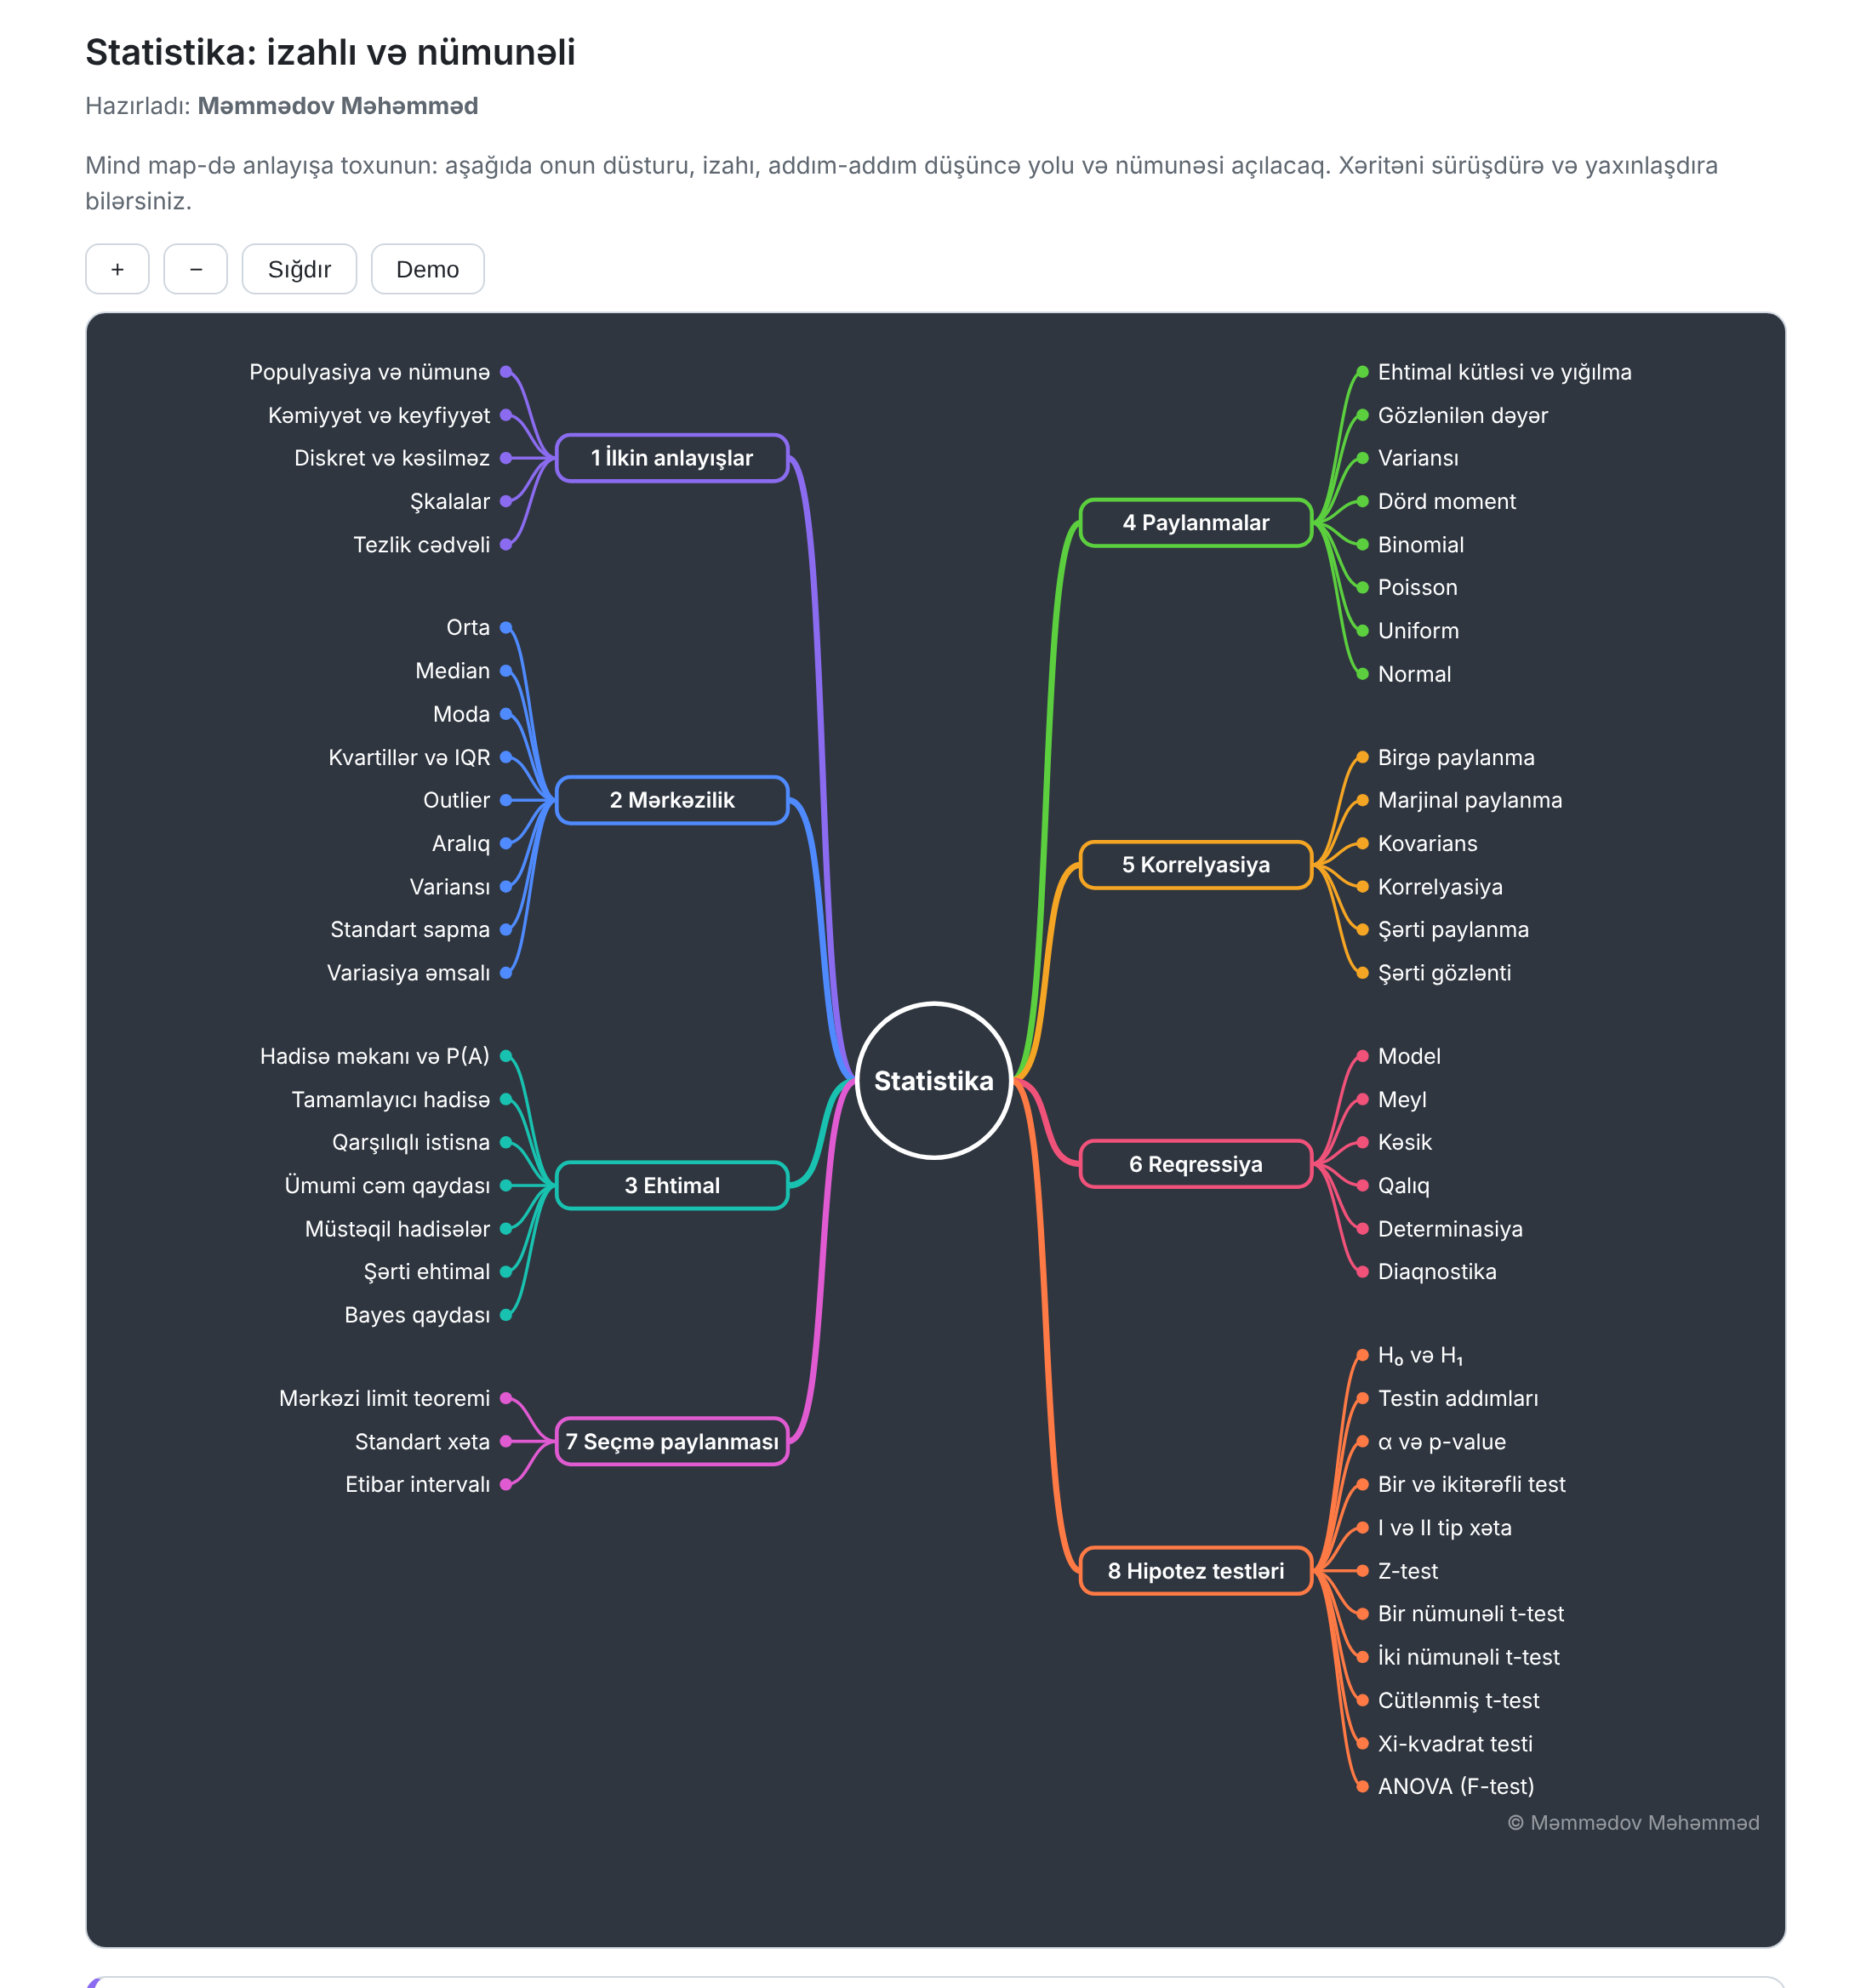 Statistika: izahlı və nümunəli
Hazırladı: Məmmədov Məhəmməd
Mind map-də anlayışa toxunun: aşağıda onun düsturu, izahı, addım-addım düşüncə yolu və nümunəsi açılacaq. Xəritəni sürüşdürə və yaxınlaşdıra
bilərsiniz.
+
−
Sığdır
Demo
Populyasiya və nümunə
Kəmiyyət və keyfiyyət
Diskret və kəsilməz
Şkalalar
Tezlik cədvəli
1 İlkin anlayışlar
Orta
Median
Moda
Kvartillər və IQR
Outlier
Aralıq
Variansı
Standart sapma
Variasiya əmsalı
2 Mərkəzilik
Hadisə məkanı və P(A)
Tamamlayıcı hadisə
Qarşılıqlı istisna
Ümumi cəm qaydası
Müstəqil hadisələr
Şərti ehtimal
Bayes qaydası
3 Ehtimal
Mərkəzi limit teoremi
Standart xəta
Etibar intervalı
7 Seçmə paylanması
Statistika
4 Paylanmalar
Ehtimal kütləsi və yığılma
Gözlənilən dəyər
Variansı
Dörd moment
Binomial
Poisson
Uniform
Normal
5 Korrelyasiya
Birgə paylanma
Marjinal paylanma
Kovarians
Korrelyasiya
Şərti paylanma
Şərti gözlənti
6 Reqressiya
Model
Meyl
Kəsik
Qalıq
Determinasiya
Diaqnostika
8 Hipotez testləri
H₀ və H₁
Testin addımları
α və p-value
Bir və ikitərəfli test
I və II tip xəta
Z-test
Bir nümunəli t-test
İki nümunəli t-test
Cütlənmiş t-test
Xi-kvadrat testi
ANOVA (F-test)
© Məmmədov Məhəmməd